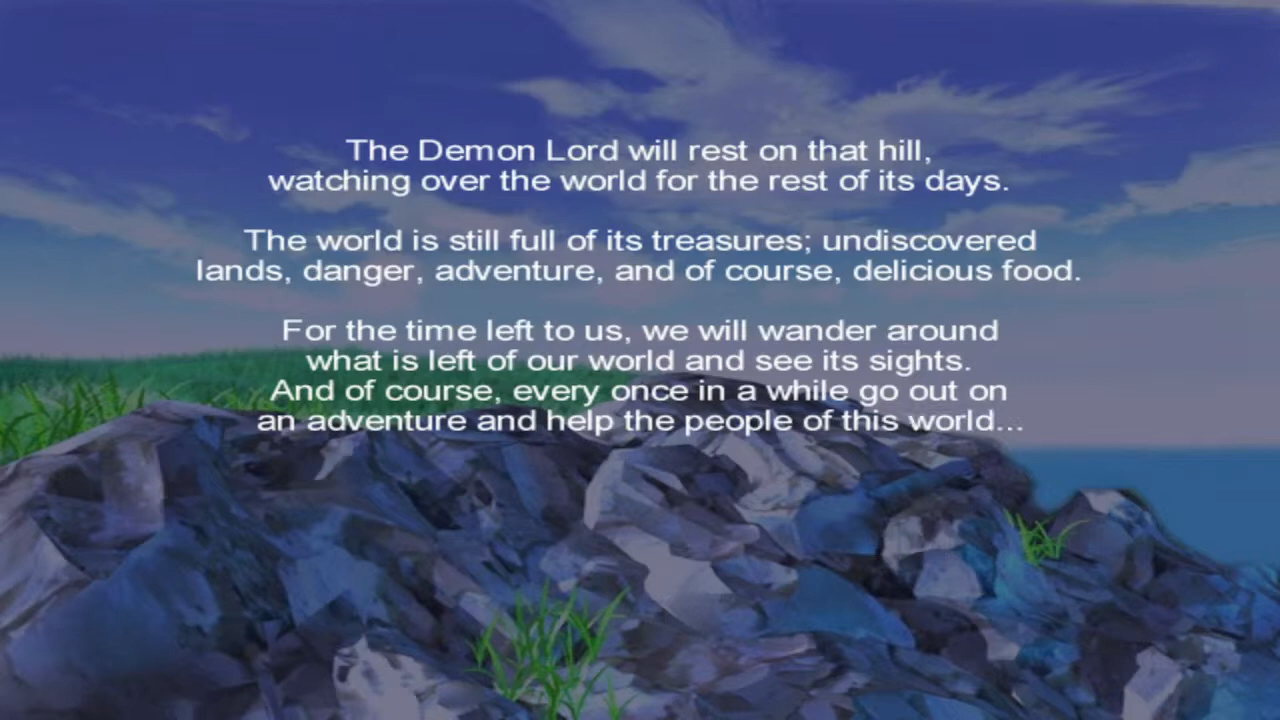 The Demon Lord will rest on that hill,
watching over the world for the rest of its days.
The world is still full of its treasures; undiscovered
lands, danger, adventure, and of course, delicious food.
For the time left to us, we will wander around
what is left of our world and see its sights.
And of course, every once in a while go out on
an adventure and help the people of this world...